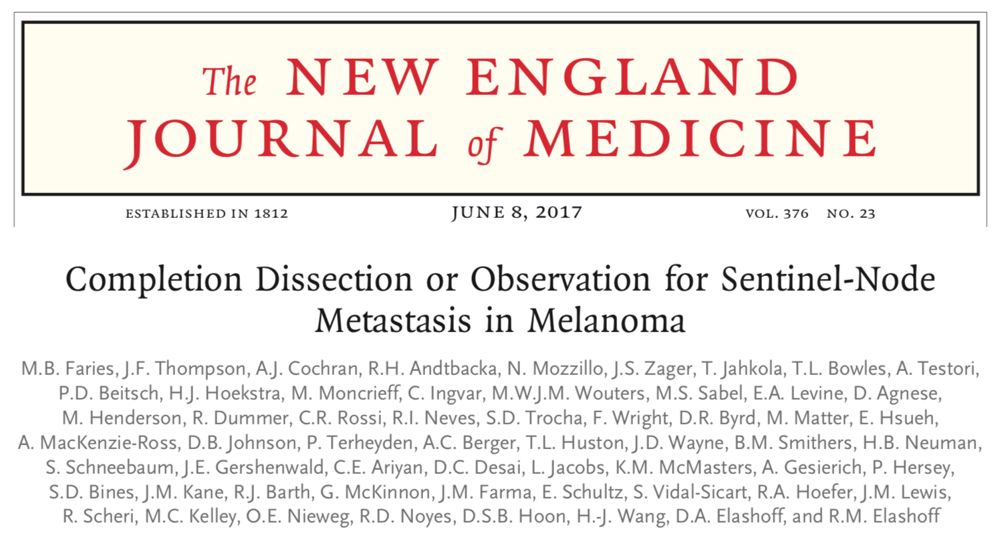 The NEW ENGLAND
JOURNAL of MEDICINE
ESTABLISHED IN 1812 JUNE 8, 2017 VOL. 376 NO. 23
Completion Dissection or Observation for Sentinel-Node
Metastasis in Melanoma
M.B. Faries, J.F. Thompson, A.J. Cochran, R.H. Andtbacka, N. Mozzillo, J.S. Zager, T. Jahkola, T.L. Bowles, A. Testori,
P.D. Beitsch, H.J. Hoekstra, M. Moncrieff, C. Ingvar, M.W.J.M. Wouters, M.S. Sabel, E.A. Levine, D. Agnese,
M. Henderson, R. Dummer, C.R. Rossi, R.I. Neves, S.D. Trocha, F. Wright, D.R. Byrd, M. Matter, E. Hsueh,
A. MacKenzie-Ross, D.B. Johnson, P. Terheyden, A.C. Berger, T.L. Huston, J.D. Wayne, B.M. Smithers, H.B. Neuman,
S. Schneebaum, J.E. Gershenwald, C.E. Ariyan, D.C. Desai, L. Jacobs, K.M. McMasters, A. Gesierich, P. Hersey,
S.D. Bines, J.M. Kane, R.J. Barth, G. McKinnon, J.M. Farma, E. Schultz, S. Vidal-Sicart, R.A. Hoefer, J.M. Lewis,
R. Scheri, M.C. Kelley, O.E. Nieweg, R.D. Noyes, D.S.B. Hoon, H.-J. Wang, D.A. Elashoff, and R.M. Elashoff